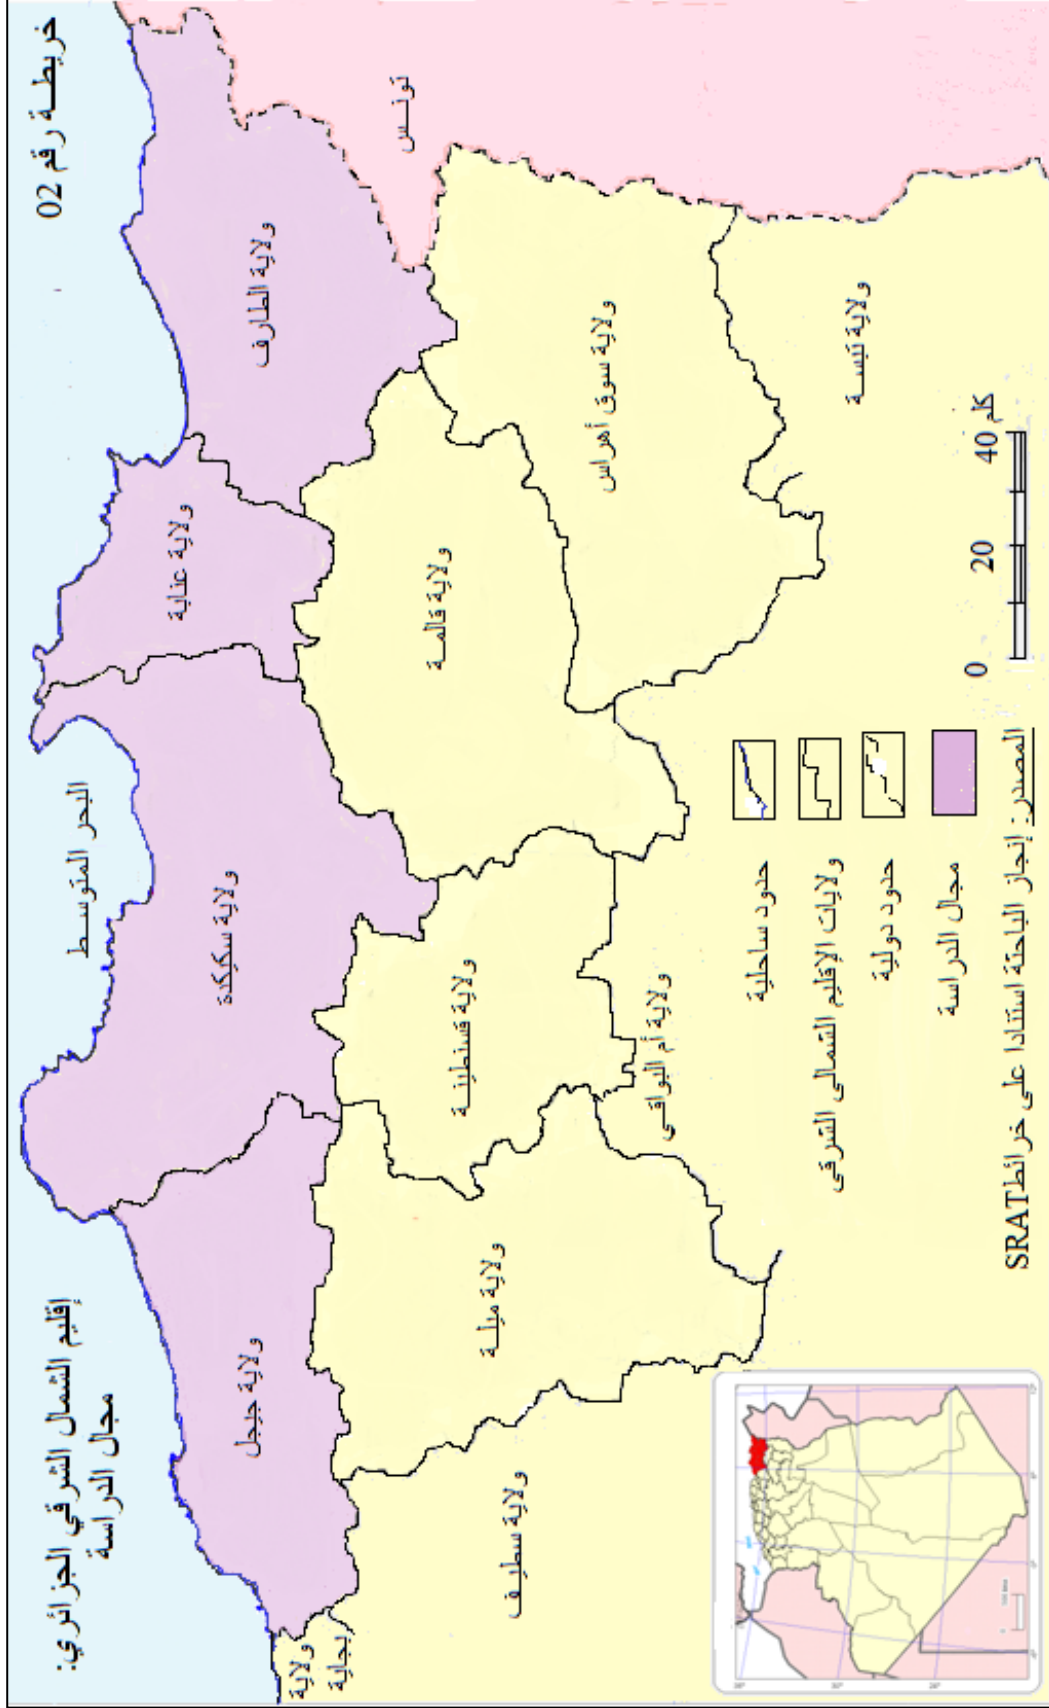 خريطة رقم 02
إقليم الشمال الشرقي الجزائري:
مجال الدراسة
البحر المتوسط
تونس
ولاية الطارف
ولاية عنابة
ولاية سكيكدة
ولاية جيجل
ولاية
بجاية
ولاية سوق أهراس
ولاية قالمة
ولاية قسنطينة
ولاية ميلة
ولاية سطيف
ولاية تبسة
ولاية أم البواقي
حدود ساحلية
ولايات الإقليم الشمالي الشرقي
حدود دولية
مجال الدراسة
0 20 40 كلم
المصدر: إنجاز الباحثة استنادا على خرائط SRAT